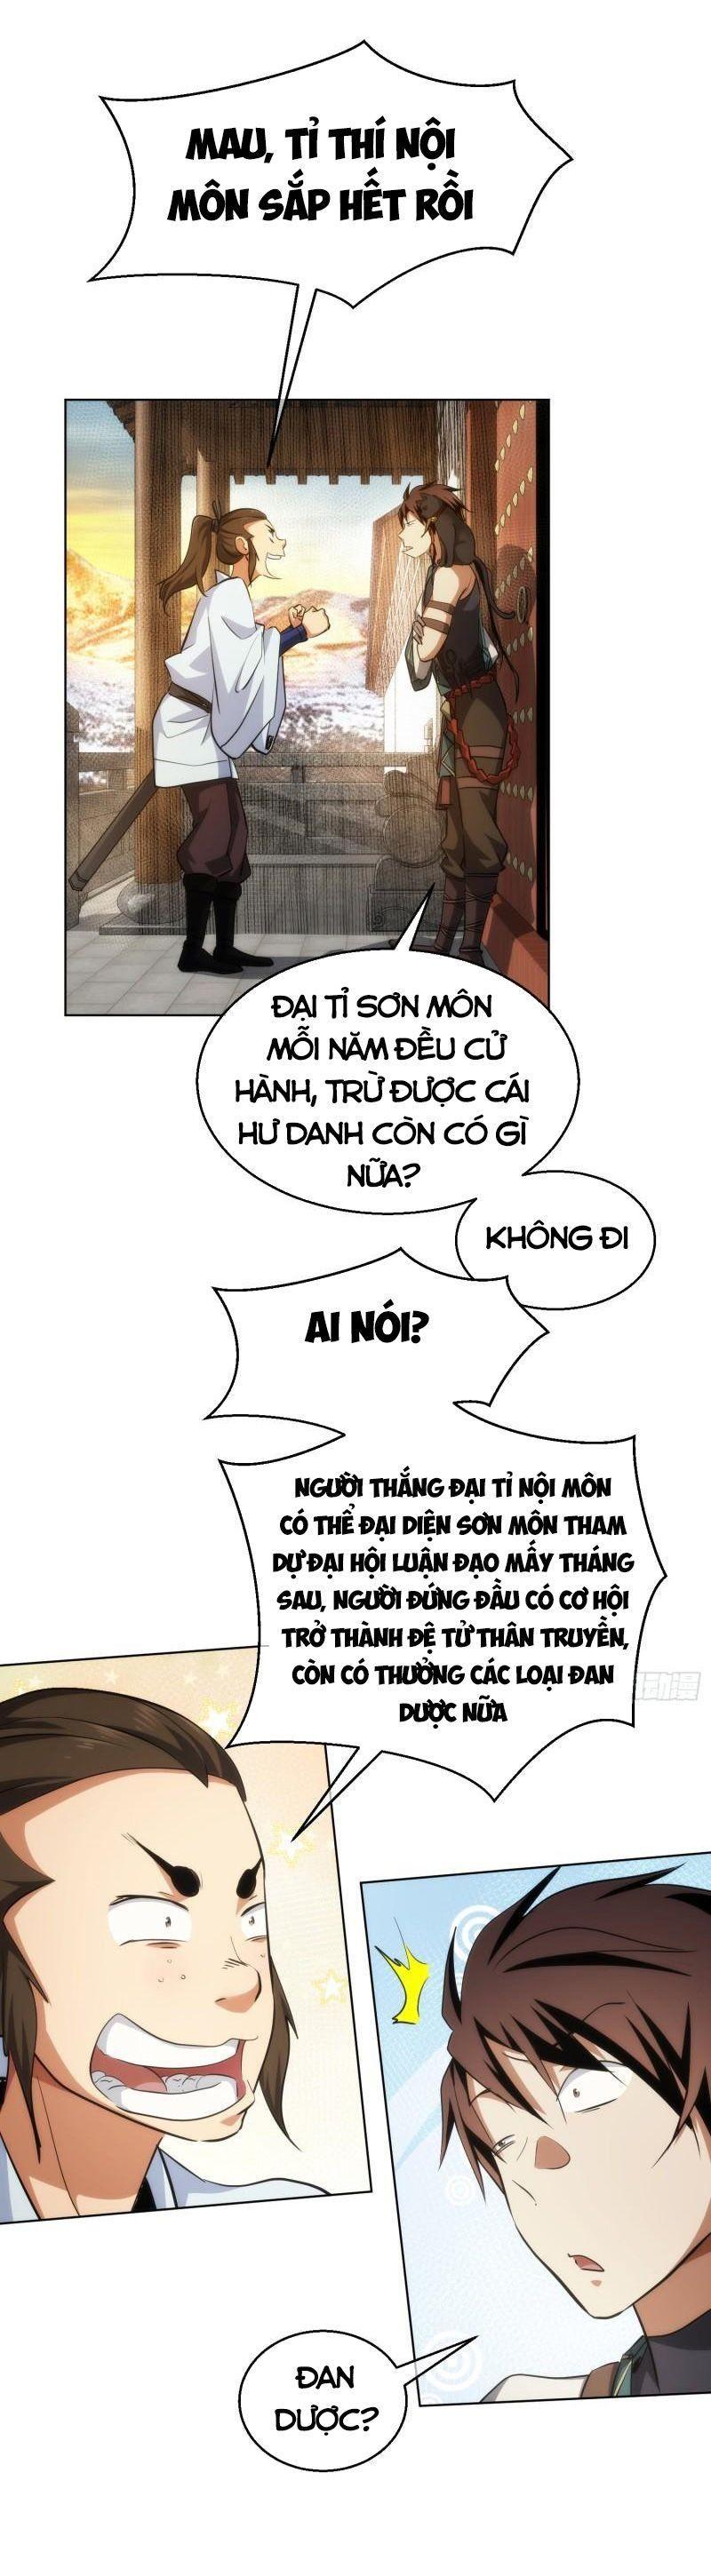 MAU, TỈ THÍ NỘI
MÔN SẮP HẾT RỒI
ĐẠI TỈ SƠN MÔN
MỖI NĂM ĐỀU CỬ
HÀNH, TRỪ ĐƯỢC CÁI
HƯ DANH CÒN CÓ GÌ
NỮA?
KHÔNG ĐI
AI NÓI?
NGƯỜI THẮNG ĐẠI TỈ NỘI MÔN
CÓ THỂ ĐẠI DIỆN SƠN MÔN THAM
DỰ ĐẠI HỘI LUẬN ĐẠO MẤY THÁNG
SAU, NGƯỜI ĐỨNG ĐẦU CÓ CƠ HỘI
TRỞ THÀNH ĐỆ TỬ THÂN TRUYỀN,
CÒN CÓ THƯỞNG CÁC LOẠI ĐAN
DƯỢC NỮA
动漫
ĐAN
DƯỢC?